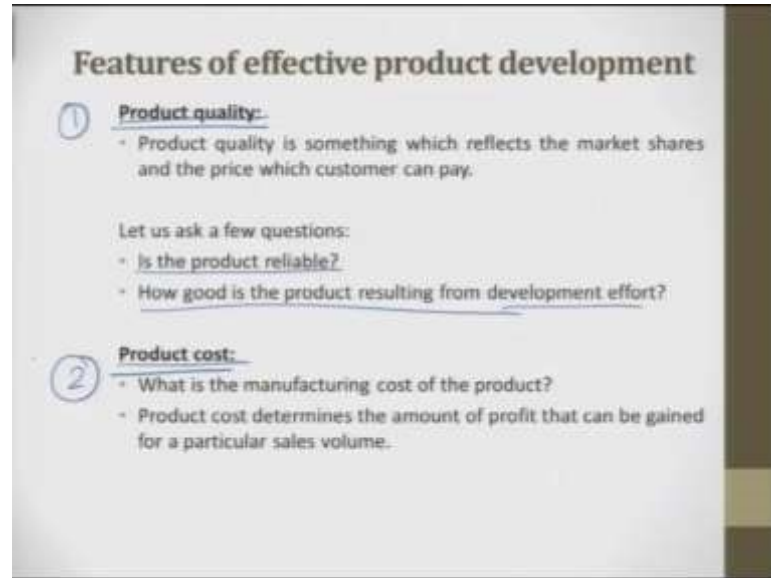 Features of effective product development
1 Product quality:
• Product quality is something which reflects the market shares
and the price which customer can pay.
Let us ask a few questions:
• Is the product reliable?
• How good is the product resulting from development effort?
2 Product cost:
• What is the manufacturing cost of the product?
• Product cost determines the amount of profit that can be gained
for a particular sales volume.